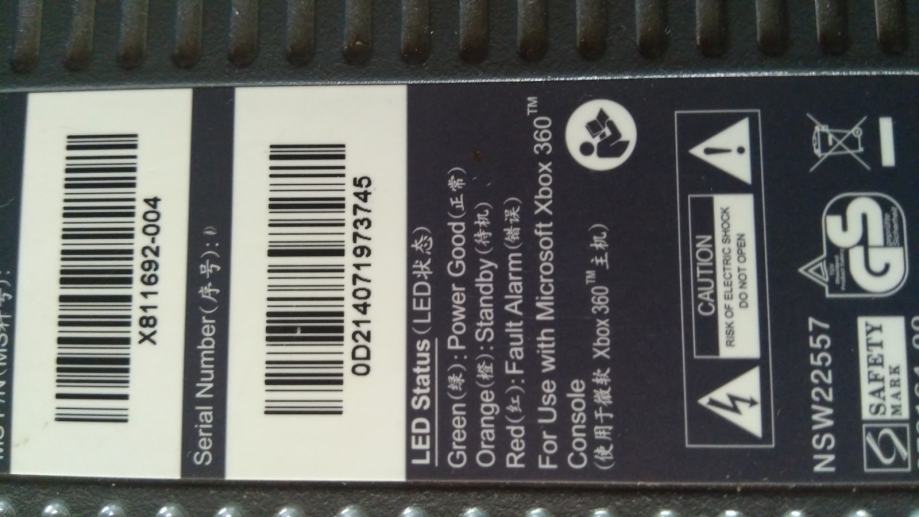 X811692-004
Serial Number(序号):
0D214071973745
LED Status(LED状态)
Green(绿):Power Good(正常)
Orange(橙):Standby(待机)
Red(红):Fault Alarm(错误)
For Use with Microsoft Xbox 360™
Console
(使用于微软 Xbox 360™ 主机)
CAUTION
RISK OF ELECTRIC SHOCK
DO NOT OPEN
NSW22557
GS
SAFETY
MARK